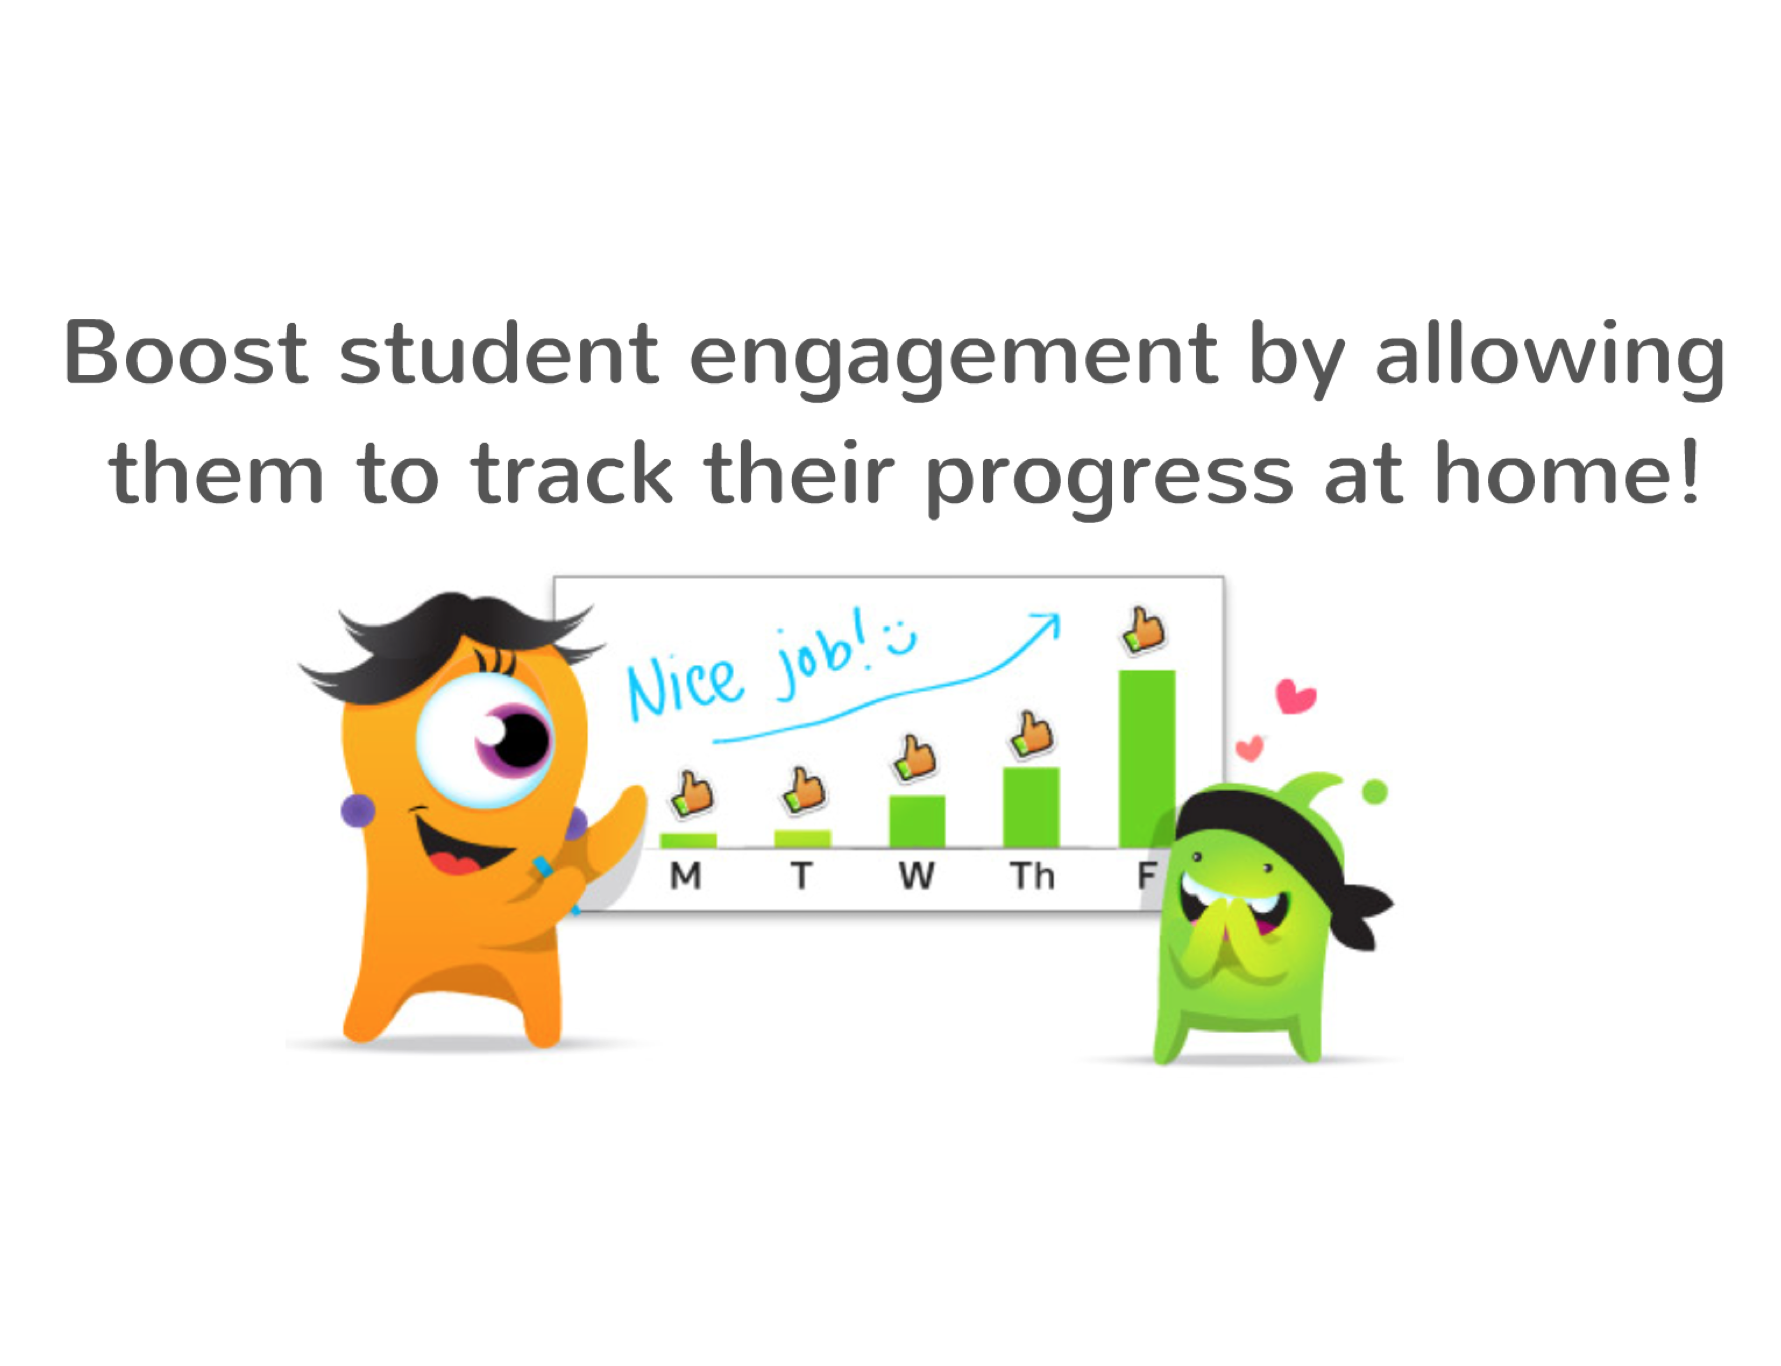 Boost student engagement by allowing
them to track their progress at home!
Nice job! :)
M T W Th F